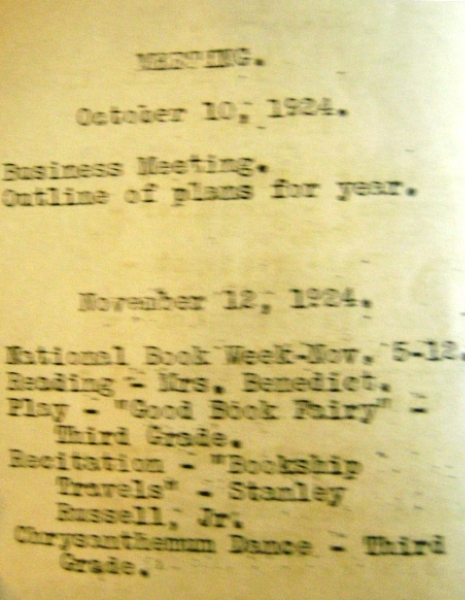 MEETING.
October 10, 1924.
Business Meeting.
Outline of plans for year.
November 12, 1924.
National Book Week-Nov. 5-12.
Reading - Mrs. Benedict.
Play - "Good Book Fairy" -
Third Grade.
Recitation - "Bookship
Travels" - Stanley
Russell, Jr.
Chrysanthemum Dance - Third
Grade.